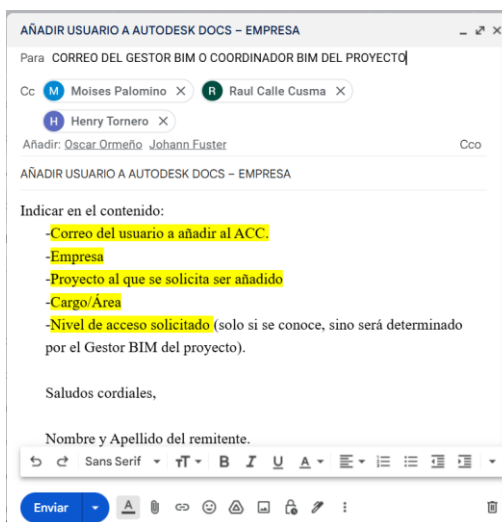 AÑADIR USUARIO A AUTODESK DOCS – EMPRESA
Para CORREO DEL GESTOR BIM O COORDINADOR BIM DEL PROYECTO
Cc M Moises Palomino R Raul Calle Cusma
H Henry Tornero
Añadir: Oscar Ormeño Johann Fuster Cco
AÑADIR USUARIO A AUTODESK DOCS – EMPRESA
Indicar en el contenido:
-Correo del usuario a añadir al ACC.
-Empresa
-Proyecto al que se solicita ser añadido
-Cargo/Área
-Nivel de acceso solicitado (solo si se conoce, sino será determinado
por el Gestor BIM del proyecto).
Saludos cordiales,
Nombre y Apellido del remitente.
Sans Serif
Enviar